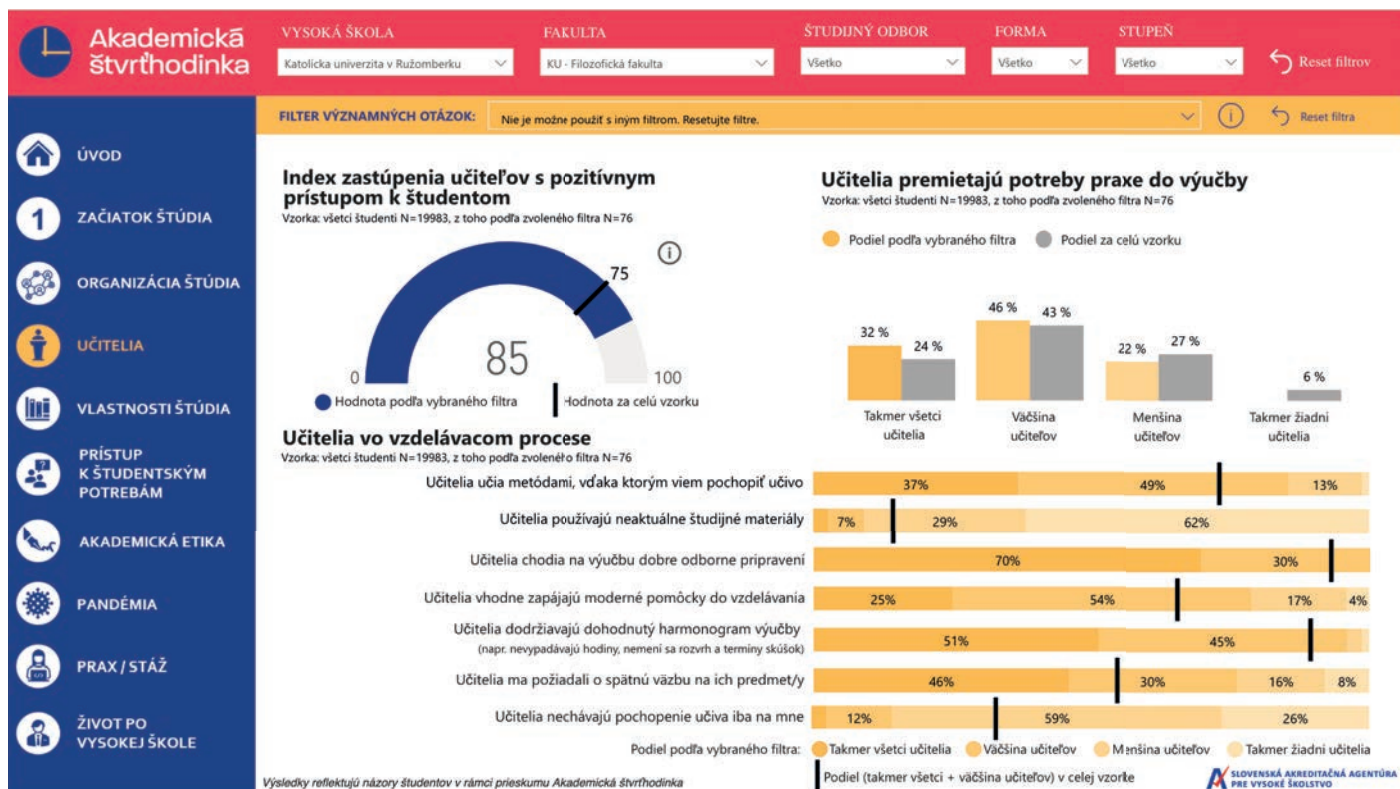 Akademická
štvrťhodinka
VYSOKÁ ŠKOLA
FAKULTA
ŠTUDIJNÝ ODBOR
FORMA
STUPEŇ
Katolícka univerzita v Ružomberku
KU - Filozofická fakulta
Všetko
Všetko
Všetko
Reset filtrov
FILTER VÝZNAMNÝCH OTÁZOK:
Nie je možne použiť s iným filtrom. Resetujte filtre.
i
Reset filtra
ÚVOD
1
ZAČIATOK ŠTÚDIA
ORGANIZÁCIA ŠTÚDIA
UČITELIA
VLASTNOSTI ŠTÚDIA
PRÍSTUP
K ŠTUDENTSKÝM
POTREBÁM
AKADEMICKÁ ETIKA
PANDÉMIA
PRAX / STÁŽ
ŽIVOT PO
VYSOKEJ ŠKOLE
Index zastúpenia učiteľov s pozitívnym
prístupom k študentom
Vzorka: všetci študenti N=19983, z toho podľa zvoleného filtra N=76
i
75
85
0
100
Hodnota podľa vybraného filtra
Hodnota za celú vzorku
Učitelia premietajú potreby praxe do výučby
Vzorka: všetci študenti N=19983, z toho podľa zvoleného filtra N=76
Podiel podľa vybraného filtra
Podiel za celú vzorku
32 %
24 %
46 %
43 %
22 %
27 %
6 %
Takmer všetci
učitelia
Väčšina
učiteľov
Menšina
učiteľov
Takmer žiadni
učitelia
Učitelia vo vzdelávacom procese
Vzorka: všetci študenti N=19983, z toho podľa zvoleného filtra N=76
Učitelia učia metódami, vďaka ktorým viem pochopiť učivo
37%
49%
13%
Učitelia používajú neaktuálne študijné materiály
7%
29%
62%
Učitelia chodia na výučbu dobre odborne pripravení
70%
30%
Učitelia vhodne zapájajú moderné pomôcky do vzdelávania
25%
54%
17%
4%
Učitelia dodržiavajú dohodnutý harmonogram výučby
(napr. nevypadávajú hodiny, nemení sa rozvrh a termíny skúšok)
51%
45%
Učitelia ma požiadali o spätnú väzbu na ich predmet/y
46%
30%
16%
8%
Učitelia nechávajú pochopenie učiva iba na mne
12%
59%
26%
Podiel podľa vybraného filtra:
Takmer všetci učitelia
Väčšina učiteľov
Menšina učiteľov
Takmer žiadni učitelia
Podiel (takmer všetci + väčšina učiteľov) v celej vzorke
Výsledky reflektujú názory študentov v rámci prieskumu Akademická štvrťhodinka
SLOVENSKÁ AKREDITAČNÁ AGENTÚRA
PRE VYSOKÉ ŠKOLSTVO